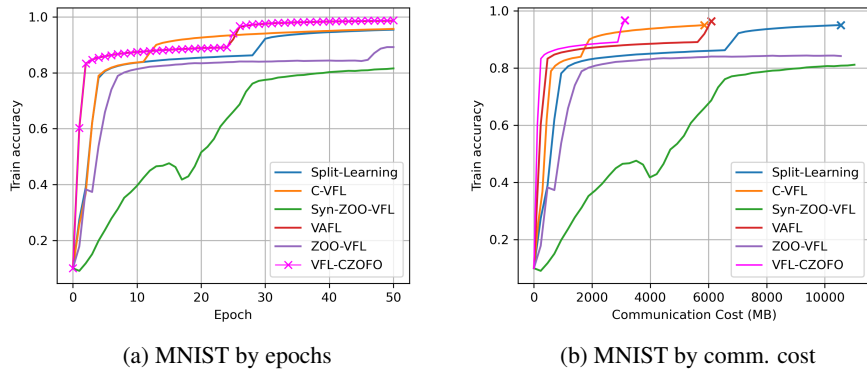 1.0
0.8
0.6
0.4
0.2
Train accuracy
0 10 20 30 40 50
Epoch
Split-Learning
C-VFL
Syn-ZOO-VFL
VAFL
ZOO-VFL
VFL-CZOFO
(a) MNIST by epochs
1.0
0.8
0.6
0.4
0.2
Train accuracy
0 2000 4000 6000 8000 10000
Communication Cost (MB)
Split-Learning
C-VFL
Syn-ZOO-VFL
VAFL
ZOO-VFL
VFL-CZOFO
(b) MNIST by comm. cost